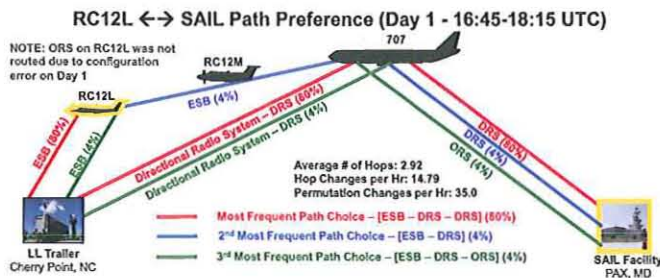 RC12L ←→ SAIL Path Preference (Day 1 - 16:45-18:15 UTC)
NOTE: ORS on RC12L was not
routed due to configuration
error on Day 1
707
RC12M
RC12L
ESB (4%)
ESB (80%)
ESB (4%)
Directional Radio System – DRS (80%)
Directional Radio System – DRS (4%)
DRS (80%)
DRS (4%)
ORS (4%)
Average # of Hops: 2.92
Hop Changes per Hr: 14.79
Permutation Changes per Hr: 35.0
Most Frequent Path Choice – [ESB – DRS – ORS] (80%)
2nd Most Frequent Path Choice – [ESB – DRS] (4%)
3rd Most Frequent Path Choice – [ESB – DRS – ORS] (4%)
LL Trailer
Cherry Point, NC
SAIL Facility
PAX, MD